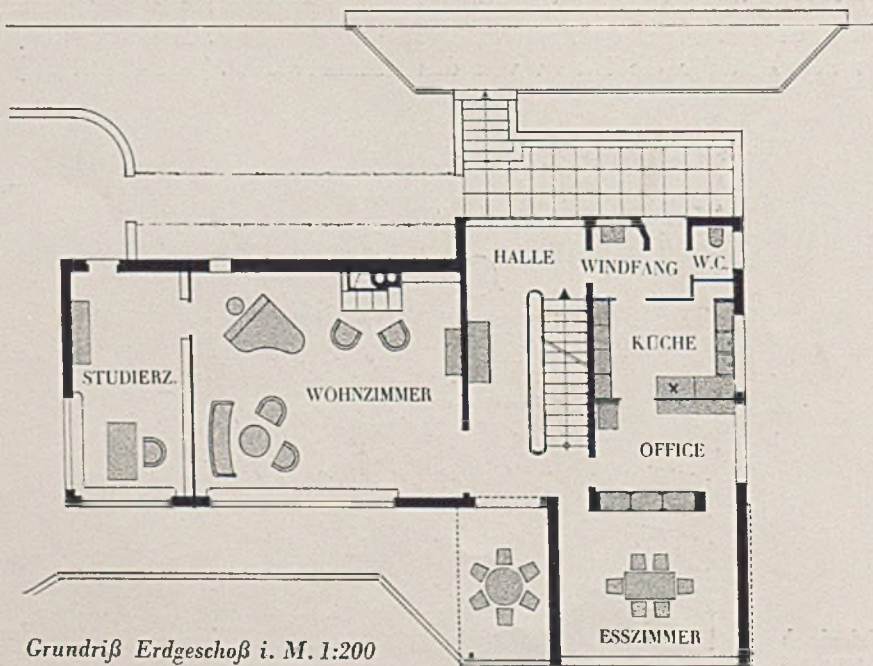 HALLE
WINDFANG
W.C.
KÜCHE
STUDIERZ.
WOHNZIMMER
OFFICE
ESSZIMMER
Grundriß Erdgeschoß i. M. 1:200